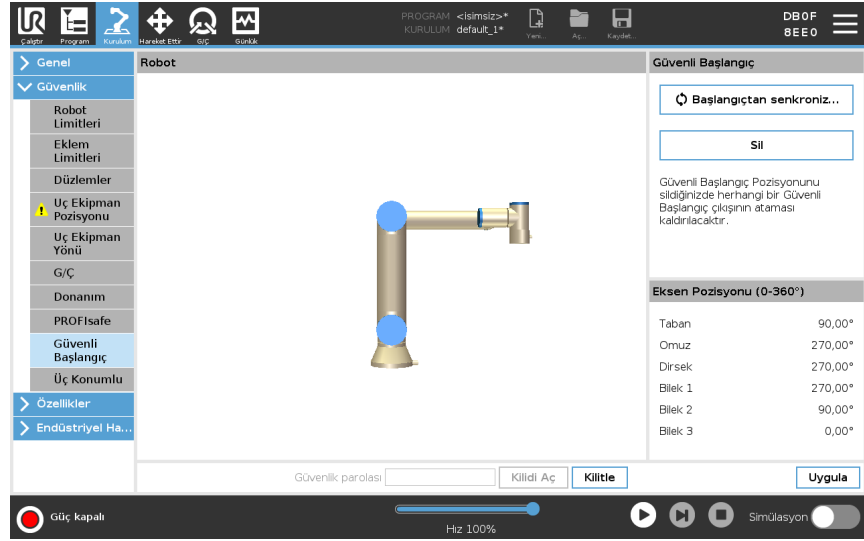 PROGRAM <isimsiz>*
KURULUM default_1*
Çalıştır
Program
Kurulum
Hareket Ettir
G/Ç
Günlük
Yeni...
Aç...
Kaydet...
DB0F
8EE0
Genel
Güvenlik
Robot
Limitleri
Eklem
Limitleri
Düzlemler
Uç Ekipman
Pozisyonu
Uç Ekipman
Yönü
G/Ç
Donanım
PROFIsafe
Güvenli
Başlangıç
Üç Konumlu
Özellikler
Endüstriyel Ha...
Robot
Güvenli Başlangıç
Başlangıçtan senkroniz...
Sil
Güvenli Başlangıç Pozisyonunu
sildiğinizde herhangi bir Güvenli
Başlangıç çıkışının ataması
kaldırılacaktır.
Eksen Pozisyonu (0-360°)
Taban 90,00°
Omuz 270,00°
Dirsek 270,00°
Bilek 1 270,00°
Bilek 2 90,00°
Bilek 3 0,00°
Güvenlik parolası
Kilidi Aç
Kilitle
Uygula
Güç kapalı
Hız 100%
Simülasyon